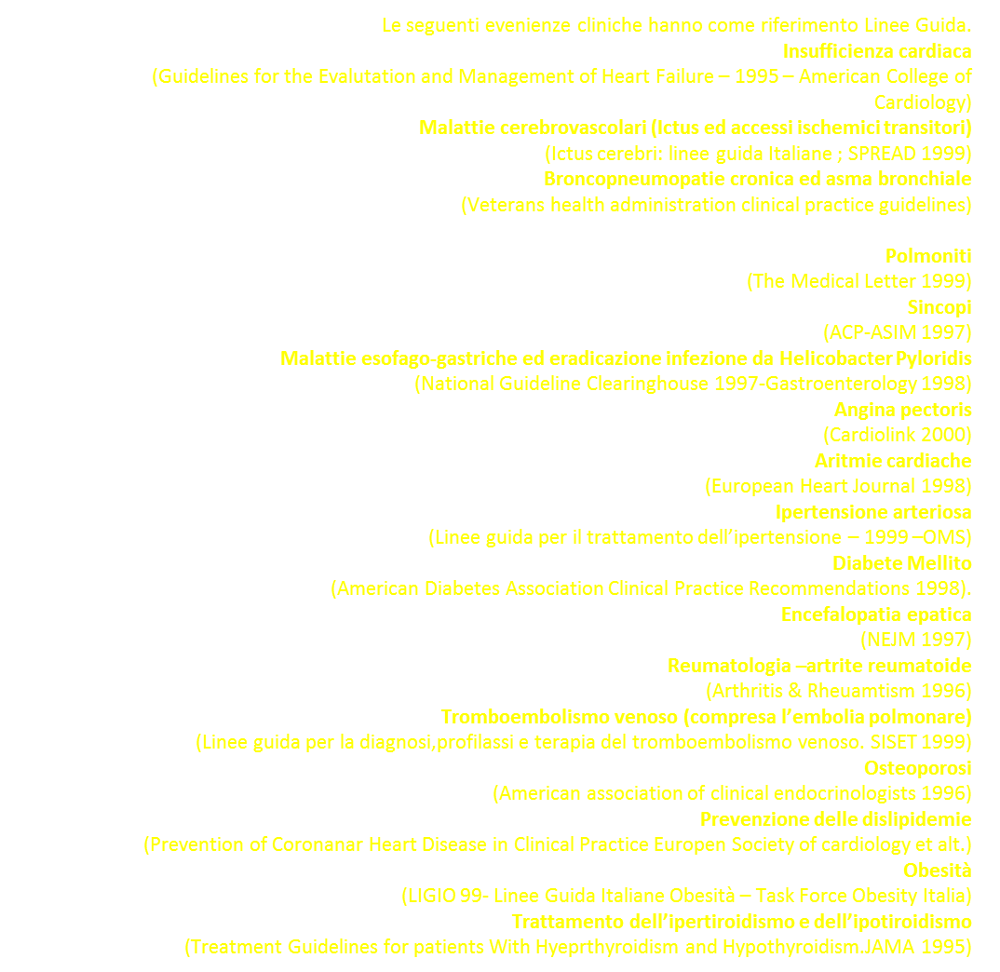 Le seguenti evenienze cliniche hanno come riferimento Linee Guida.
Insufficienza cardiaca
(Guidelines for the Evalutation and Management of Heart Failure – 1995 – American College of
Cardiology)
Malattie cerebrovascolari (Ictus ed accessi ischemici transitori)
(Ictus cerebri: linee guida Italiane ; SPREAD 1999)
Broncopneumopatie cronica ed asma bronchiale
(Veterans health administration clinical practice guidelines)
Polmoniti
(The Medical Letter 1999)
Sincopi
(ACP-ASIM 1997)
Malattie esofago-gastriche ed eradicazione infezione da Helicobacter Pyloridis
(National Guideline Clearinghouse 1997-Gastroenterology 1998)
Angina pectoris
(Cardiolink 2000)
Aritmie cardiache
(European Heart Journal 1998)
Ipertensione arteriosa
(Linee guida per il trattamento dell’ipertensione – 1999 –OMS)
Diabete Mellito
(American Diabetes Association Clinical Practice Recommendations 1998).
Encefalopatia epatica
(NEJM 1997)
Reumatologia –artrite reumatoide
(Arthritis & Rheuamtism 1996)
Tromboembolismo venoso (compresa l’embolia polmonare)
(Linee guida per la diagnosi,profilassi e terapia del tromboembolismo venoso. SISET 1999)
Osteoporosi
(American association of clinical endocrinologists 1996)
Prevenzione delle dislipidemie
(Prevention of Coronanar Heart Disease in Clinical Practice Europen Society of cardiology et alt.)
Obesità
(LIGIO 99- Linee Guida Italiane Obesità – Task Force Obesity Italia)
Trattamento dell’ipertiroidismo e dell’ipotiroidismo
(Treatment Guidelines for patients With Hyeprthyroidism and Hypothyroidism.JAMA 1995)